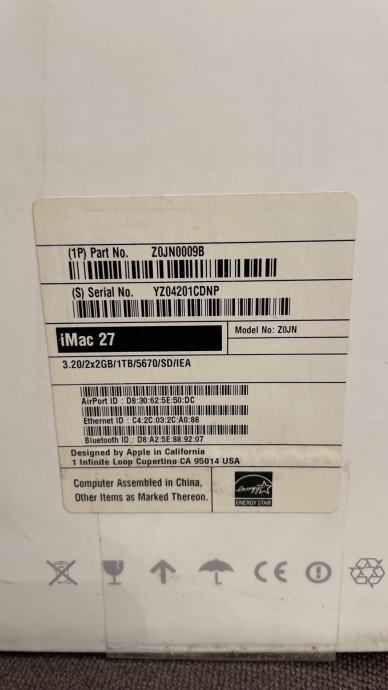 (1P) Part No. Z0JN0009B
(S) Serial No. YZ04201CDNP
iMac 27
Model No: Z0JN
3.20/2x2GB/1TB/5670/SD/IEA
AirPort ID : D8:30:62:5E:50:DC
Ethernet ID : C4:2C:03:2C:A0:88
Bluetooth ID : D8:A2:5E:88:92:07
Designed by Apple in California
1 Infinite Loop Cupertino CA 95014 USA
Computer Assembled in China,
Other Items as Marked Thereon.
energy
ENERGY STAR
CE